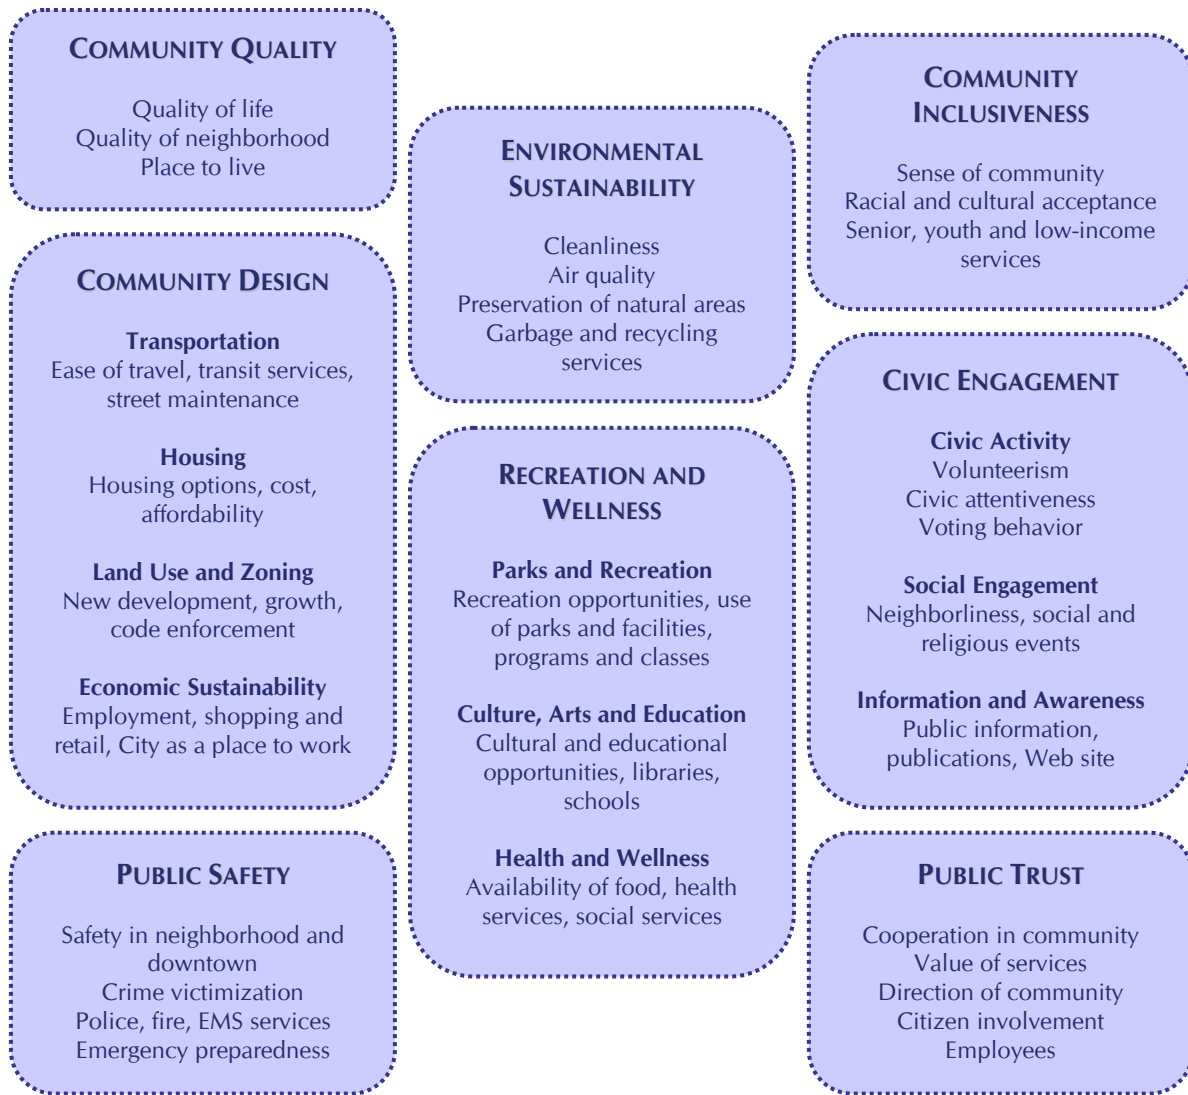 COMMUNITY QUALITY
Quality of life
Quality of neighborhood
Place to live
COMMUNITY DESIGN
Transportation
Ease of travel, transit services,
street maintenance
Housing
Housing options, cost,
affordability
Land Use and Zoning
New development, growth,
code enforcement
Economic Sustainability
Employment, shopping and
retail, City as a place to work
PUBLIC SAFETY
Safety in neighborhood and
downtown
Crime victimization
Police, fire, EMS services
Emergency preparedness
ENVIRONMENTAL
SUSTAINABILITY
Cleanliness
Air quality
Preservation of natural areas
Garbage and recycling
services
RECREATION AND
WELLNESS
Parks and Recreation
Recreation opportunities, use
of parks and facilities,
programs and classes
Culture, Arts and Education
Cultural and educational
opportunities, libraries,
schools
Health and Wellness
Availability of food, health
services, social services
COMMUNITY
INCLUSIVENESS
Sense of community
Racial and cultural acceptance
Senior, youth and low-income
services
CIVIC ENGAGEMENT
Civic Activity
Volunteerism
Civic attentiveness
Voting behavior
Social Engagement
Neighborliness, social and
religious events
Information and Awareness
Public information,
publications, Web site
PUBLIC TRUST
Cooperation in community
Value of services
Direction of community
Citizen involvement
Employees